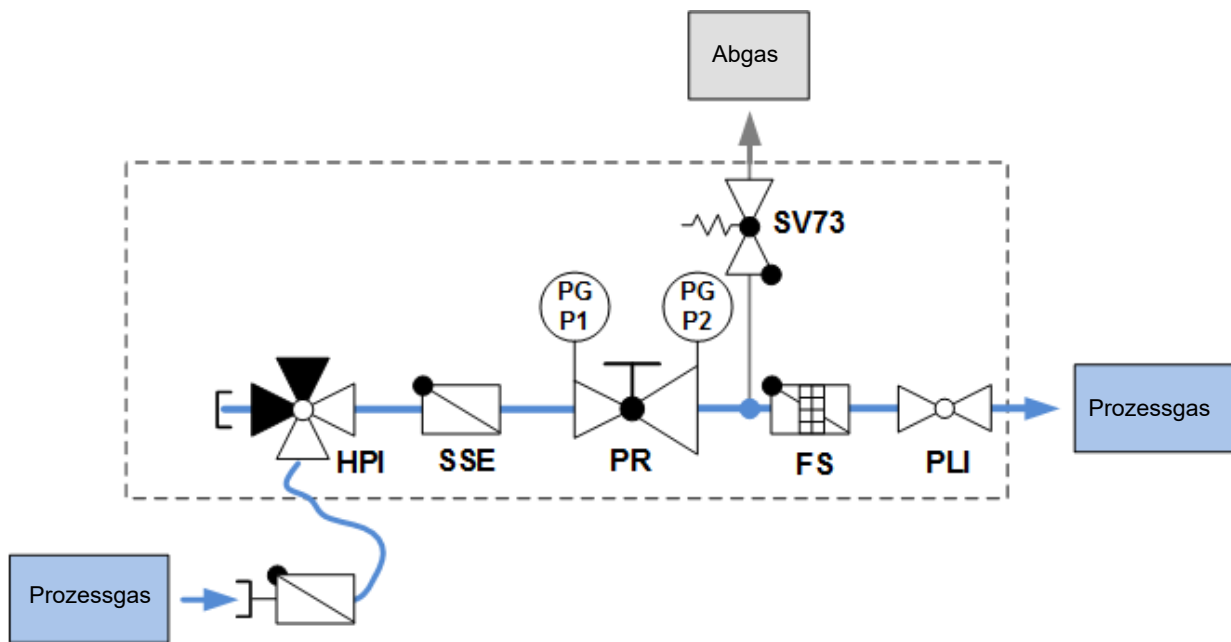 Abgas
SV73
PG
P1
PG
P2
HPI
SSE
PR
FS
PLI
Prozessgas
Prozessgas